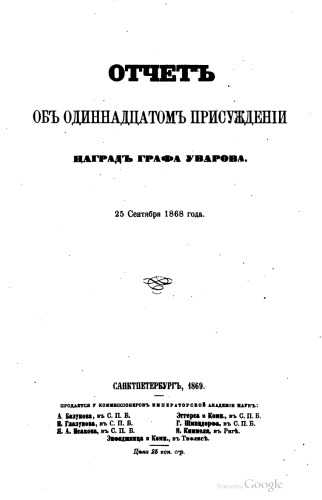 ОТЧЕТЪ
ОБЪ ОДИННАДЦАТОМЪ ПРИСУЖДЕНІИ
НАГРАДЪ ГРАФА УВАРОВА.
25 Сентября 1868 года.
САНКТПЕТЕРБУРГЪ, 1869.
ПРОДАЕТСЯ У КОММИССІОНЕРОВЪ ИМПЕРАТОРСКОЙ АКАДЕМІИ НАУКЪ:
А. Базунова, въ С. П. Б.
И. Глазунова, въ С. П. Б.
Я. А. Исакова, въ С. П. Б.
Эггерса и Комп., въ С. П. Б.
Г. Шмицдорфа, въ С. П. Б.
Н. Киммеля, въ Ригѣ.
Энфяджянца и Комп., въ Тифлисѣ.
Цѣна 25 коп. сер.
Digitized by Google